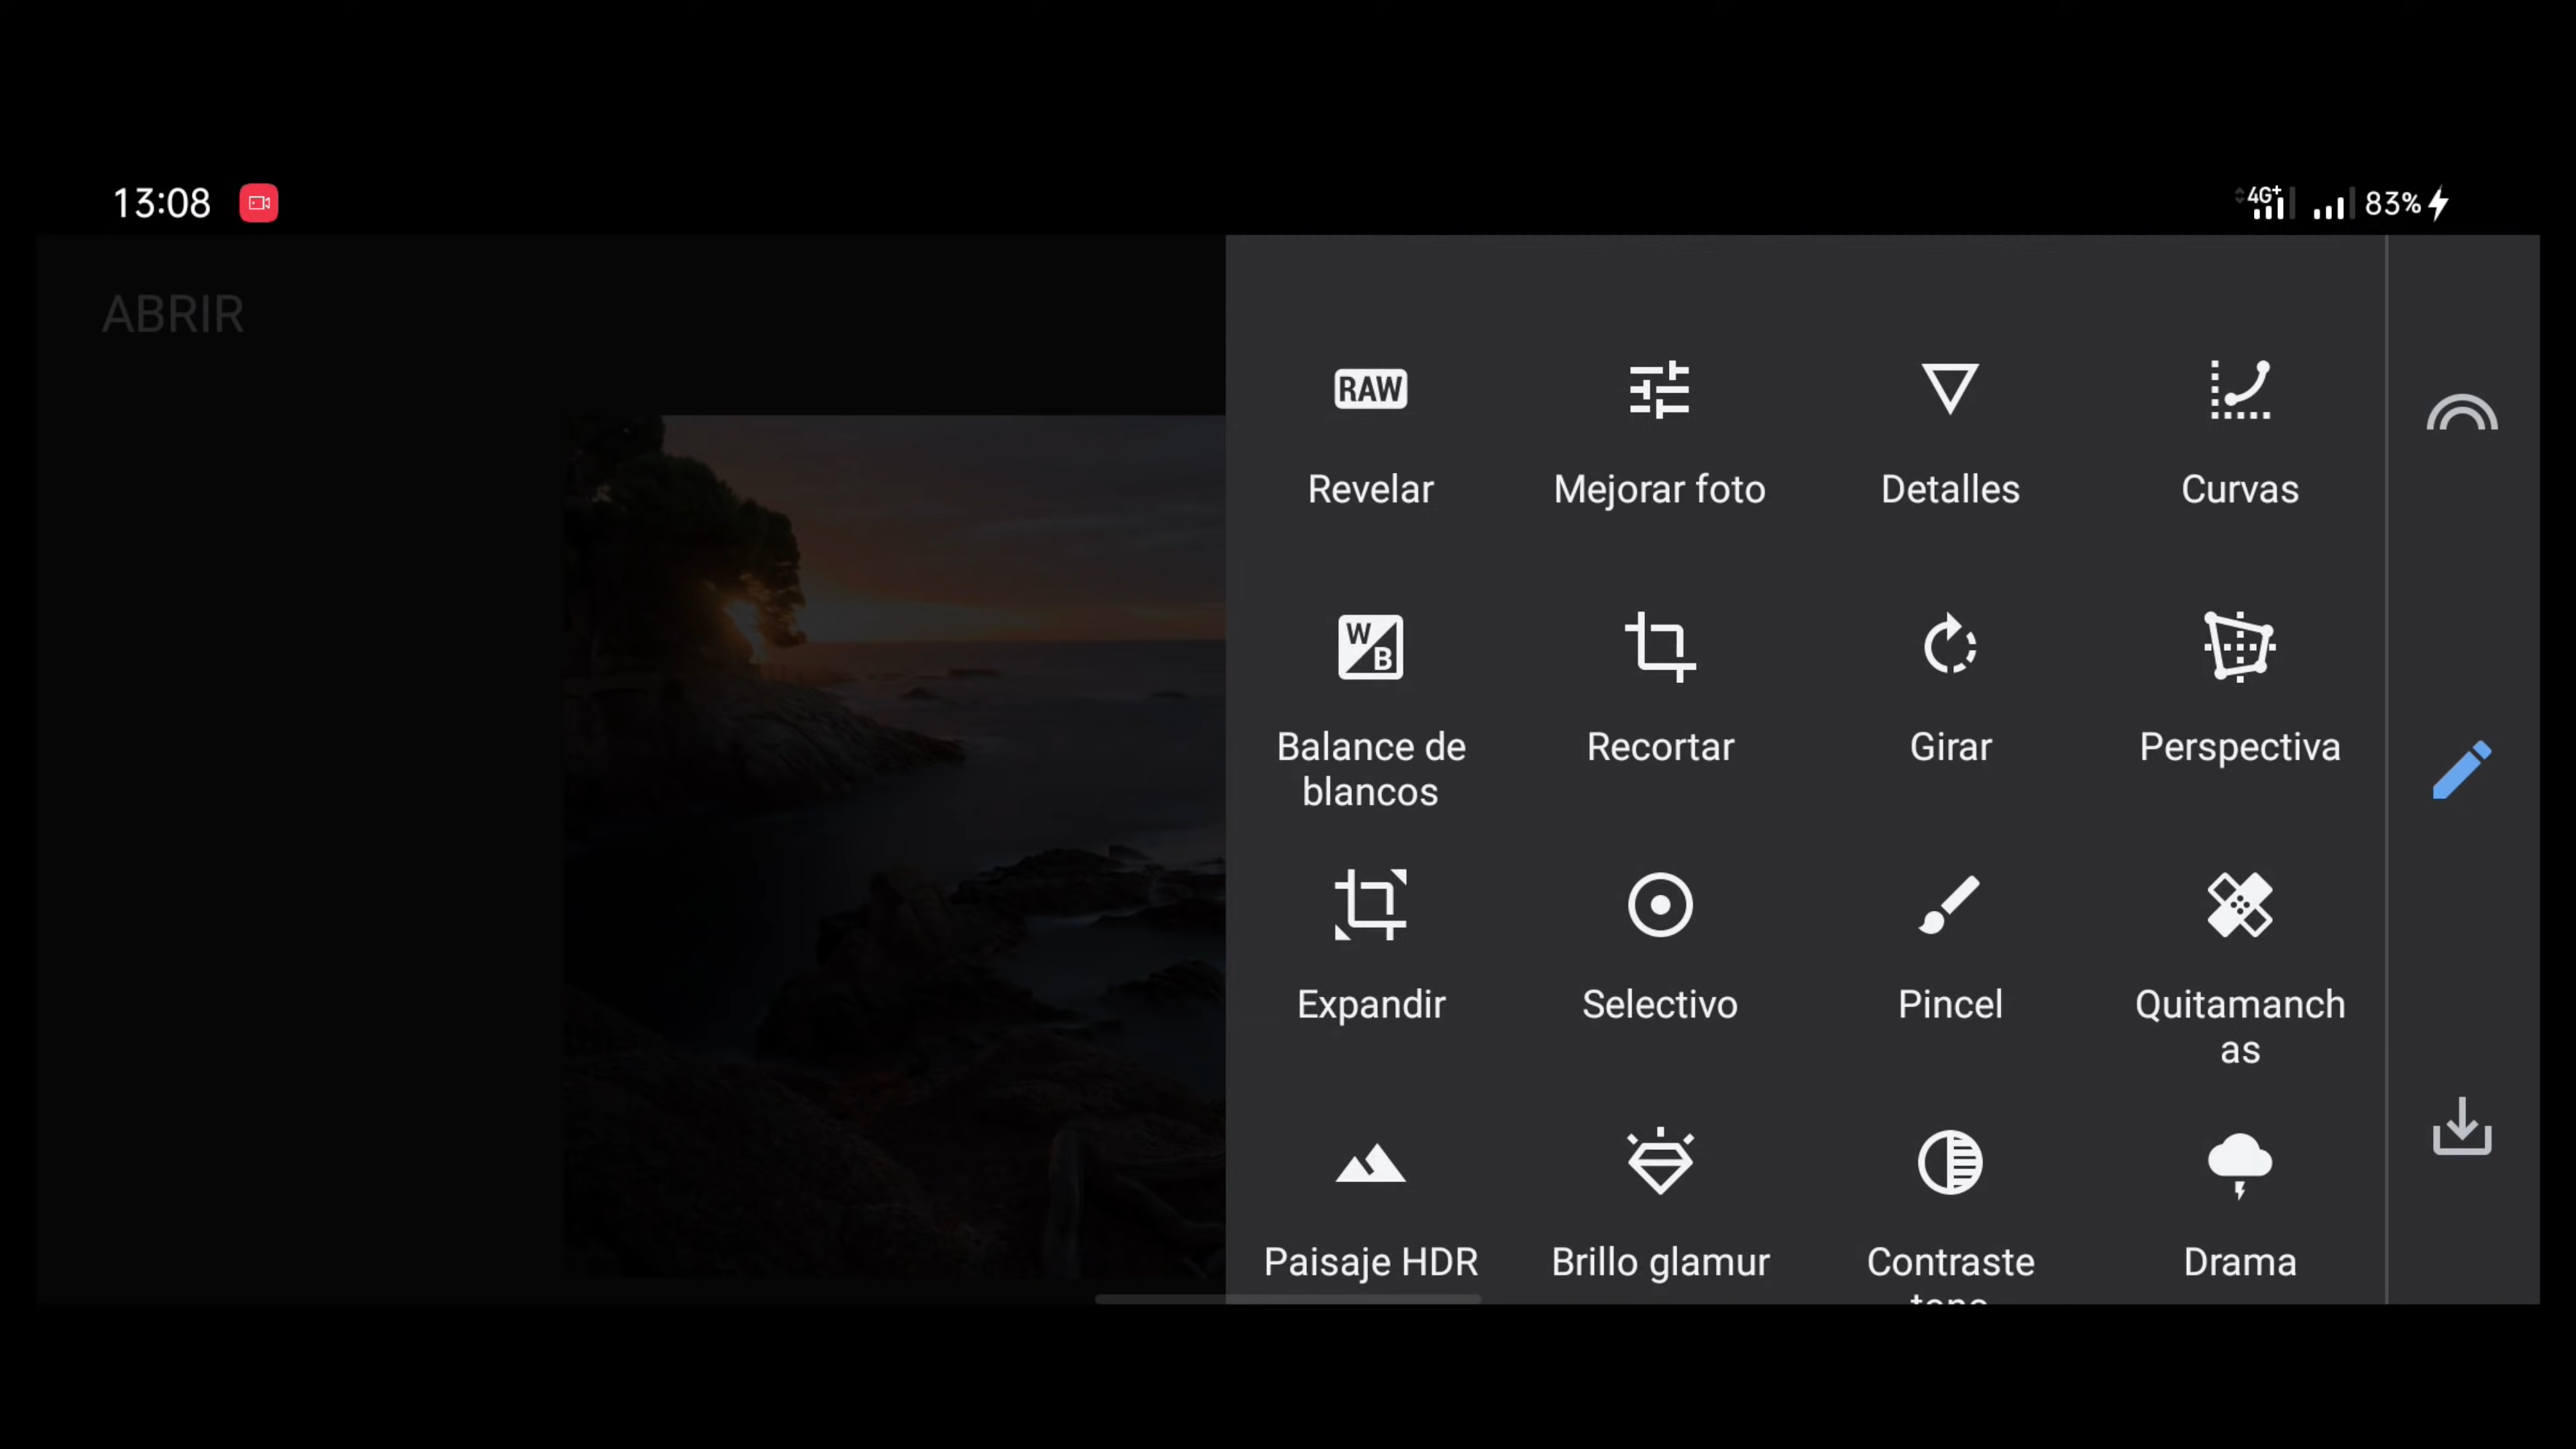 13:08
4G+
83%
ABRIR
RAW
Revelar
Mejorar foto
Detalles
Curvas
W
B
Balance de
blancos
Recortar
Girar
Perspectiva
Expandir
Selectivo
Pincel
Quitamanch
as
Paisaje HDR
Brillo glamur
Contraste
Drama